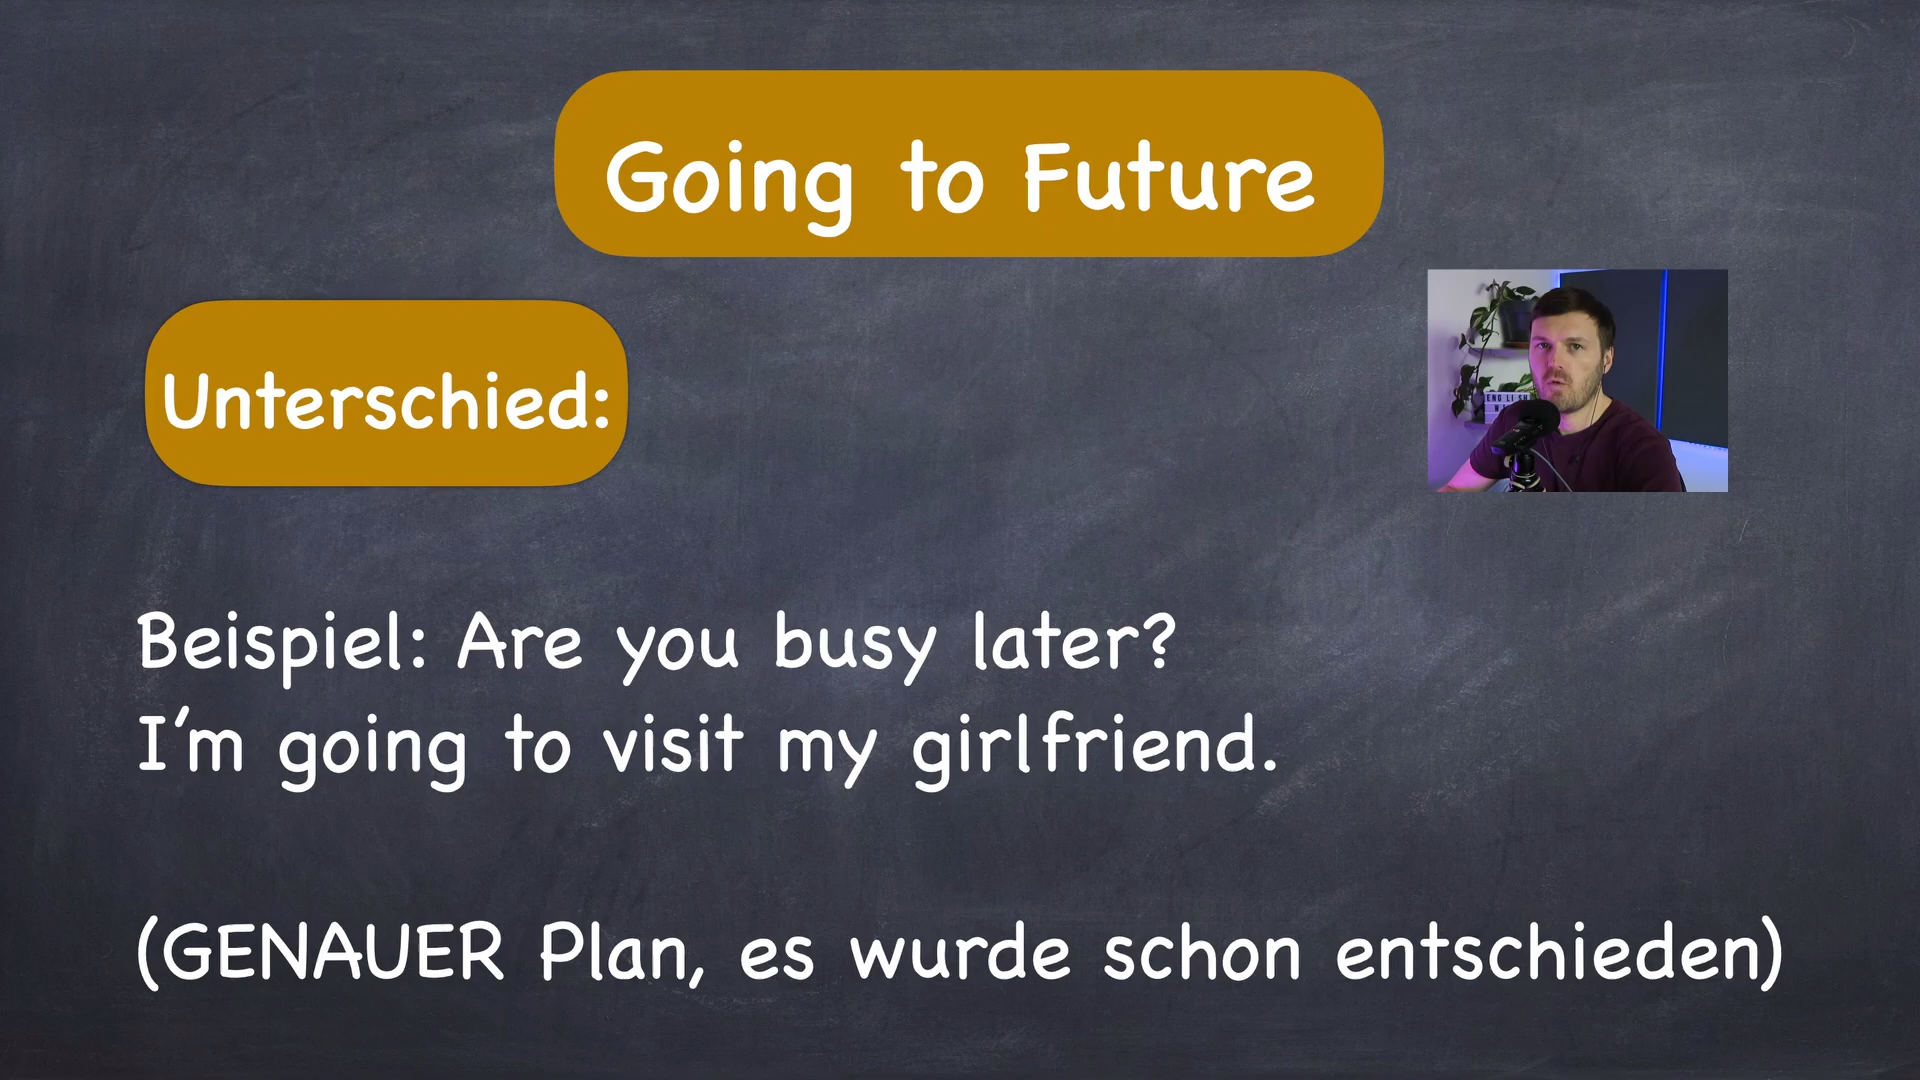 Going to Future
Unterschied:
ENGLISH
Beispiel: Are you busy later?
I'm going to visit my girlfriend.
(GENAUER Plan, es wurde schon entschieden)